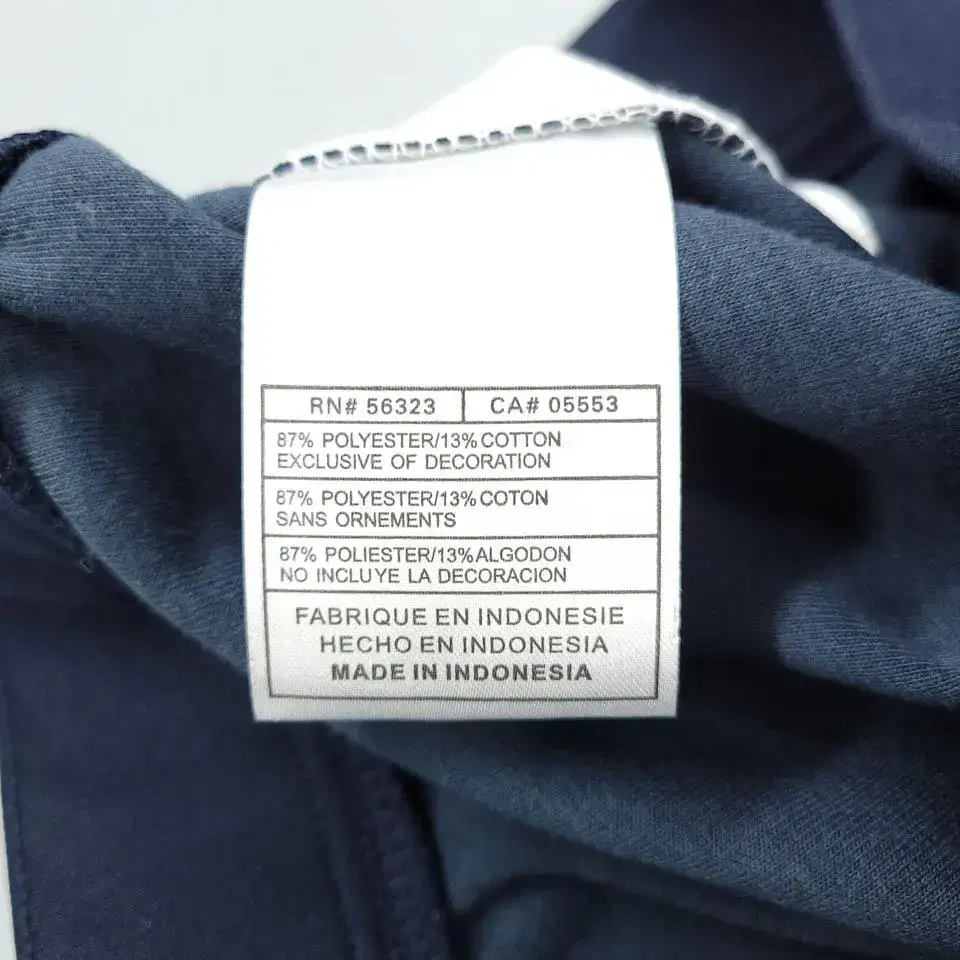 RN# 56323 CA# 05553
87% POLYESTER/13% COTTON
EXCLUSIVE OF DECORATION
87% POLYESTER/13% COTON
SANS ORNEMENTS
87% POLIESTER/13% ALGODON
NO INCLUYE LA DECORACION
FABRIQUE EN INDONESIE
HECHO EN INDONESIA
MADE IN INDONESIA